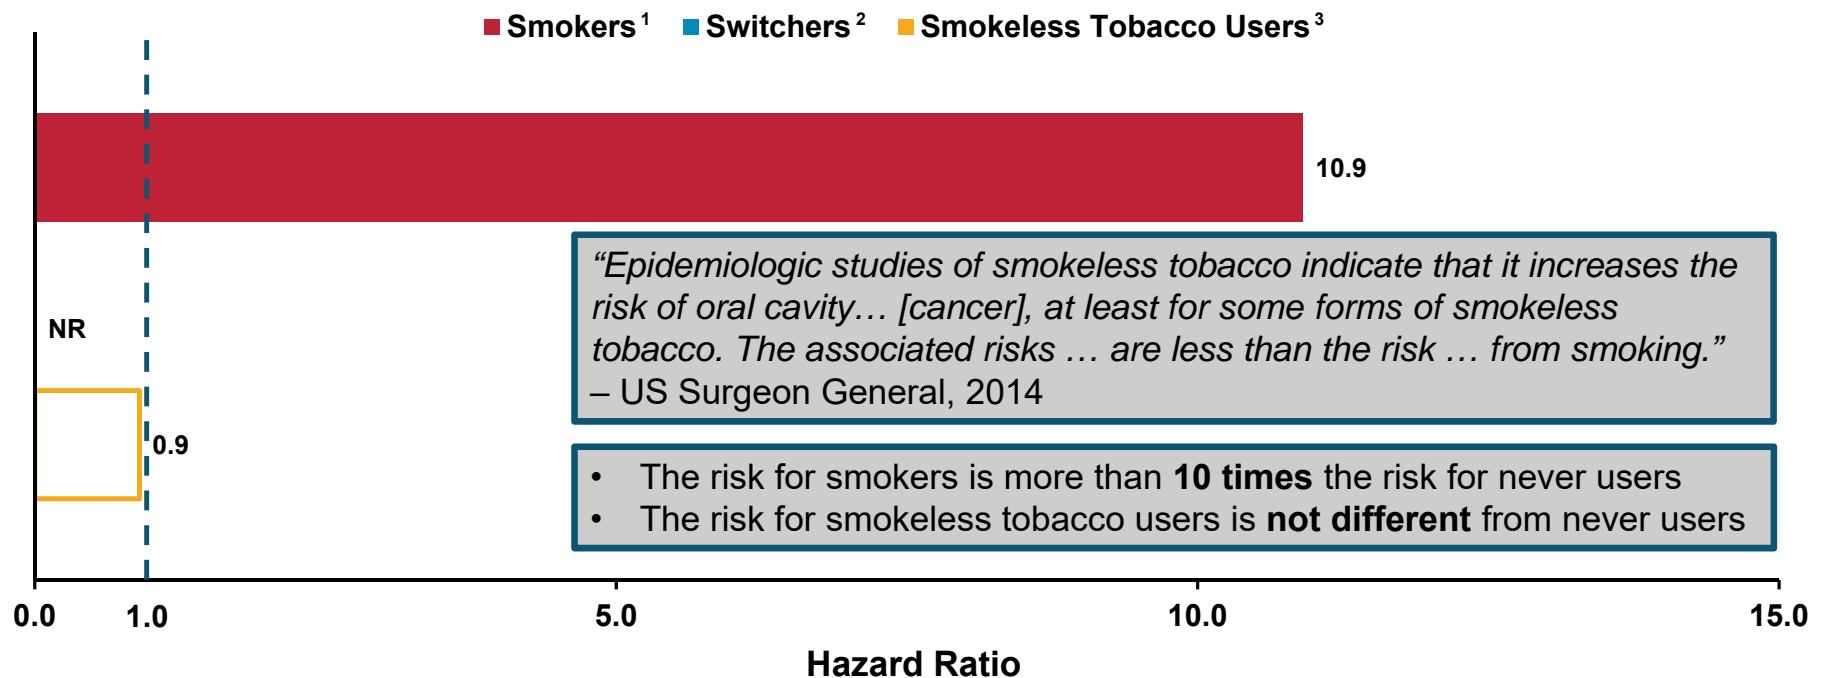 Smokers 1 Switchers 2 Smokeless Tobacco Users 3
10.9
“Epidemiologic studies of smokeless tobacco indicate that it increases the
risk of oral cavity… [cancer], at least for some forms of smokeless
tobacco. The associated risks … are less than the risk … from smoking.”
– US Surgeon General, 2014
NR
0.9
• The risk for smokers is more than 10 times the risk for never users
• The risk for smokeless tobacco users is not different from never users
0.0 1.0 5.0 10.0 15.0
Hazard Ratio